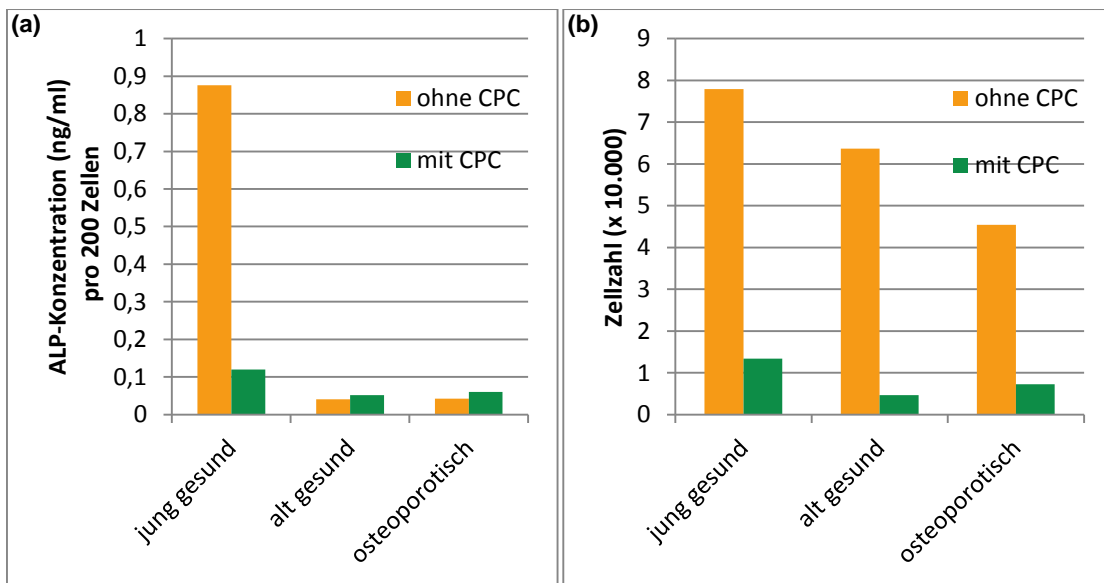 (a)
ALP-Konzentration (ng/ml)
pro 200 Zellen
1
0,9
0,8
0,7
0,6
0,5
0,4
0,3
0,2
0,1
0
ohne CPC
mit CPC
jung gesund
alt gesund
osteoporotisch
(b)
Zellzahl (x 10.000)
9
8
7
6
5
4
3
2
1
0
ohne CPC
mit CPC
jung gesund
alt gesund
osteoporotisch